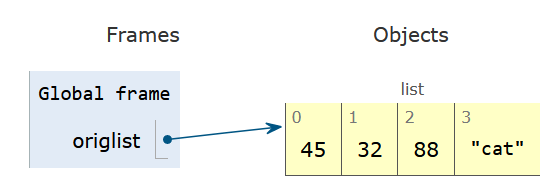 Frames Objects
Global frame
origlist
list
0 1 2 3
45 32 88 "cat"